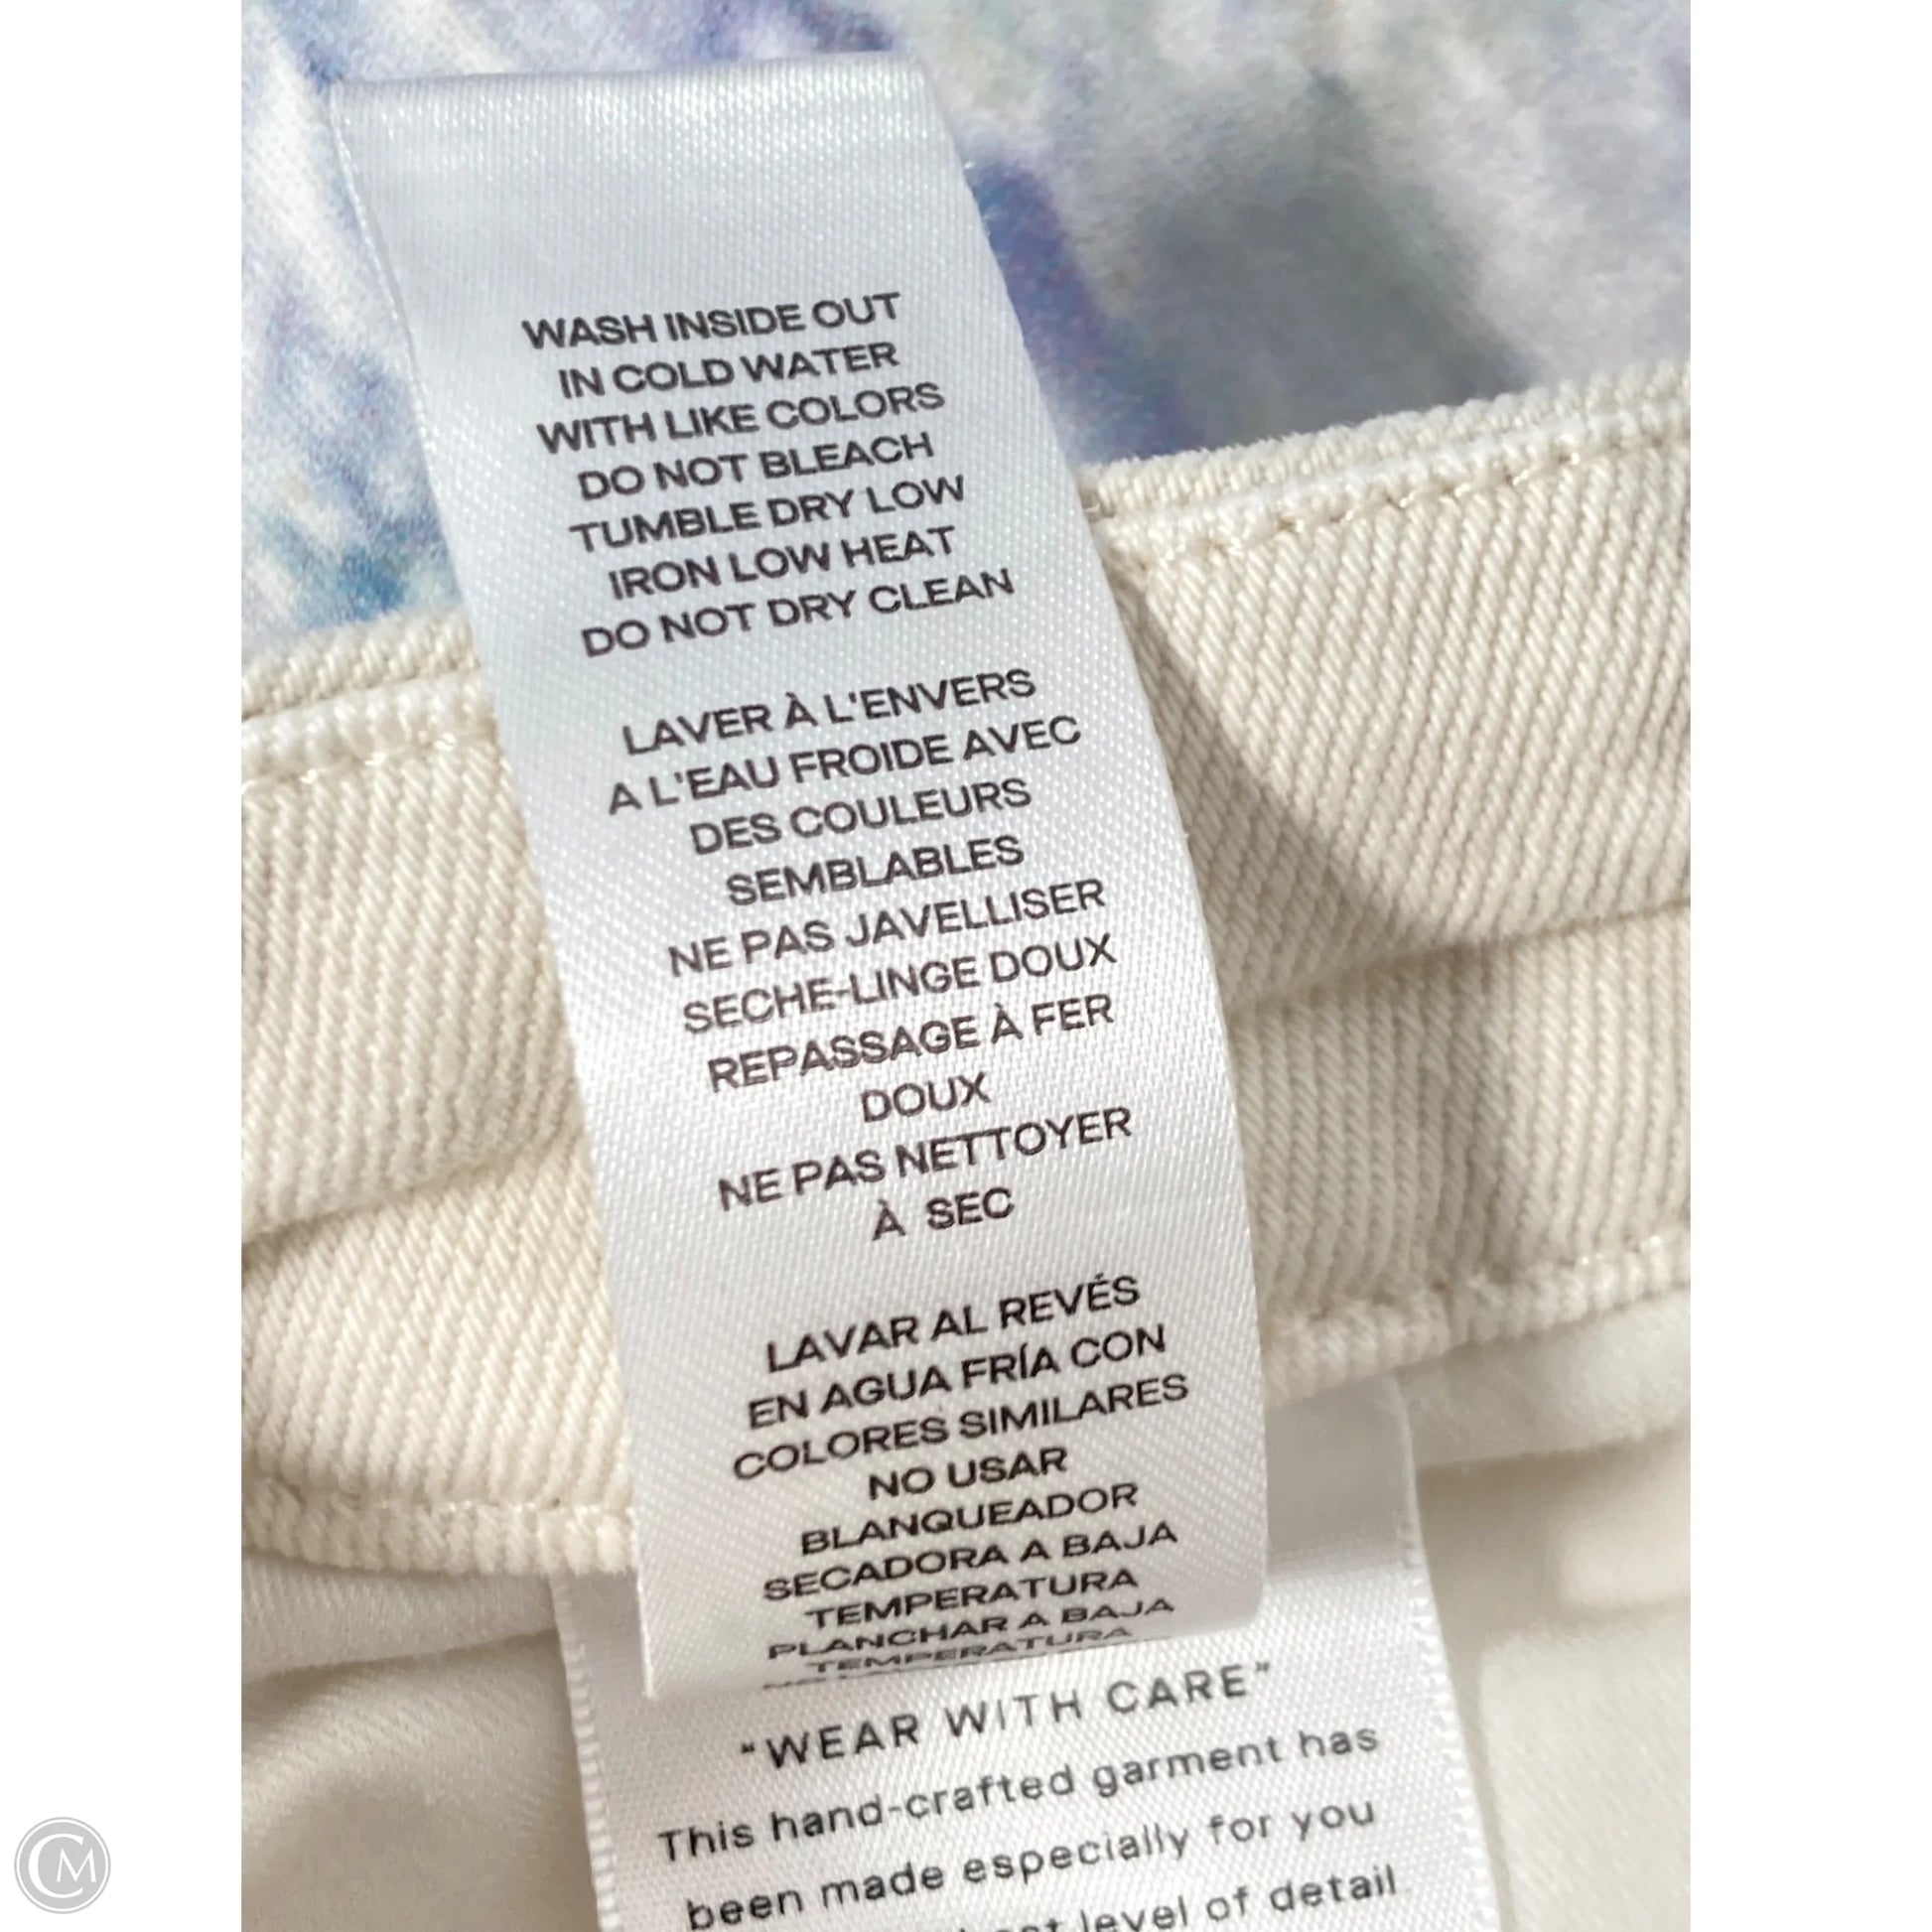 WASH INSIDE OUT
IN COLD WATER
WITH LIKE COLORS
DO NOT BLEACH
TUMBLE DRY LOW
IRON LOW HEAT
DO NOT DRY CLEAN
LAVER À L'ENVERS
A L'EAU FROIDE AVEC
DES COULEURS
SEMBLABLES
NE PAS JAVELLISER
SECHE-LINGE DOUX
REPASSAGE À FER
DOUX
NE PAS NETTOYER
À SEC
LAVAR AL REVÉS
EN AGUA FRÍA CON
COLORES SIMILARES
NO USAR
BLANQUEADOR
SECADORA A BAJA
TEMPERATURA
PLANCHAR A BAJA
TEMPERATURA
"WEAR WITH CARE"
This hand-crafted garment has
been made especially for you
level of detail
CM